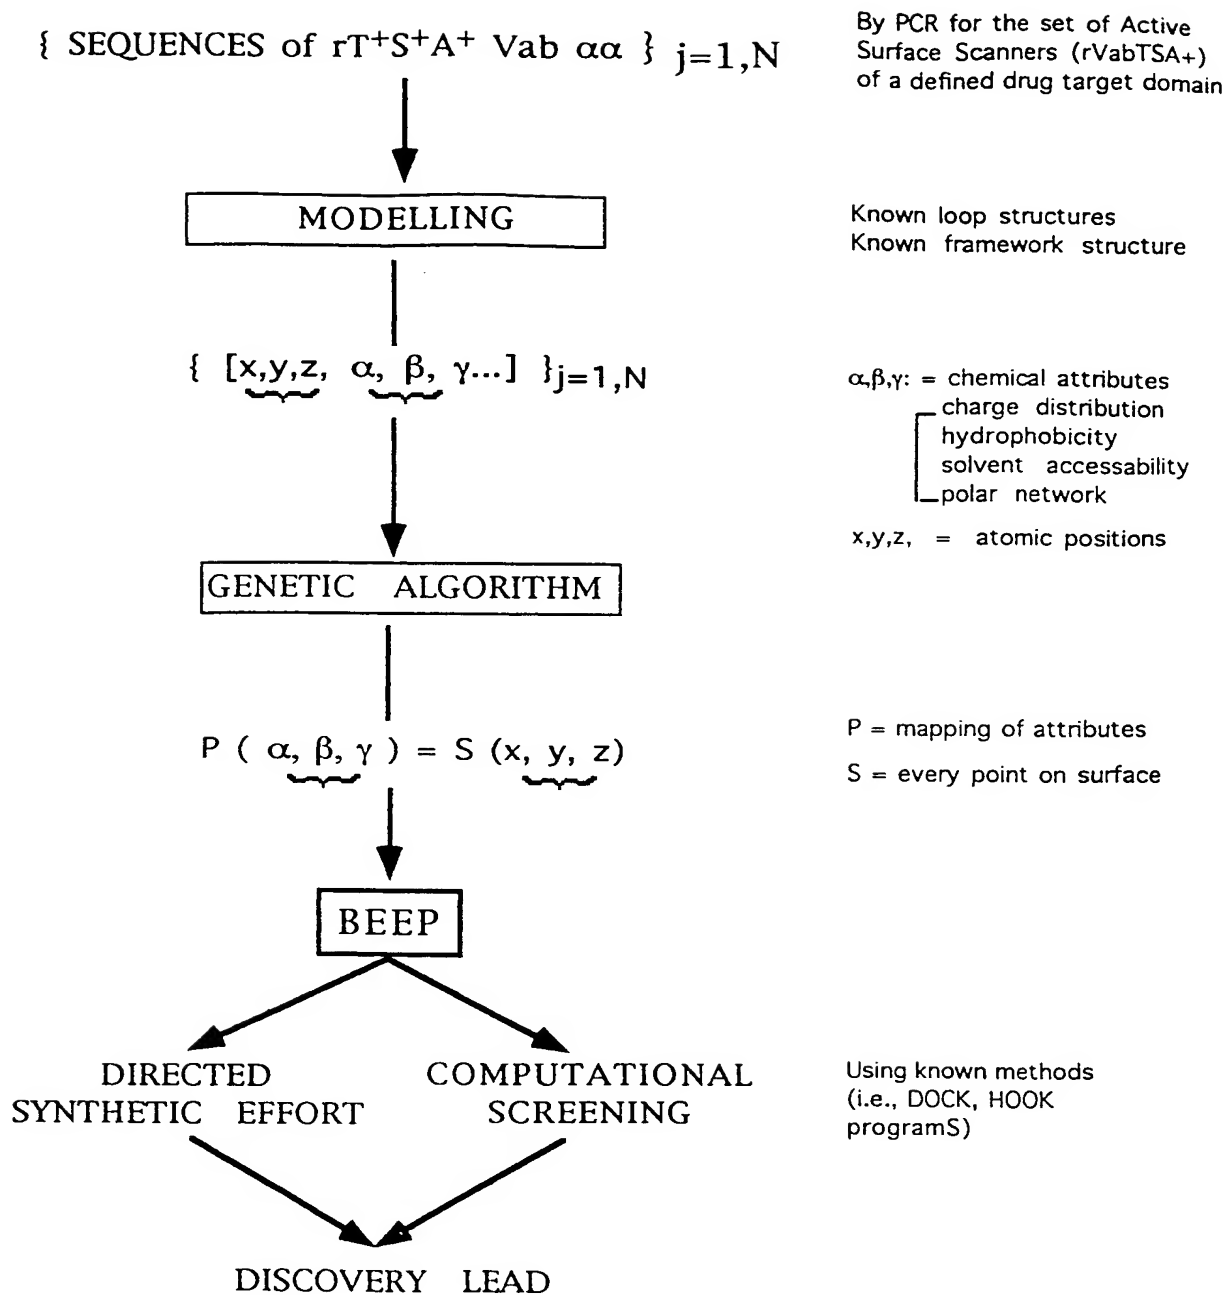 { SEQUENCES of rT+S+A+ Vab αα } j=1,N
By PCR for the set of Active
Surface Scanners (rVabTSA+)
of a defined drug target domain
MODELLING
Known loop structures
Known framework structure
{ [x,y,z, α, β, γ...] }j=1,N
α,β,γ: = chemical attributes
charge distribution
hydrophobicity
solvent accessability
polar network
x,y,z, = atomic positions
GENETIC ALGORITHM
P ( α, β, γ ) = S (x, y, z)
P = mapping of attributes
S = every point on surface
BEEP
DIRECTED
SYNTHETIC EFFORT
COMPUTATIONAL
SCREENING
Using known methods
(i.e., DOCK, HOOK
programS)
DISCOVERY LEAD